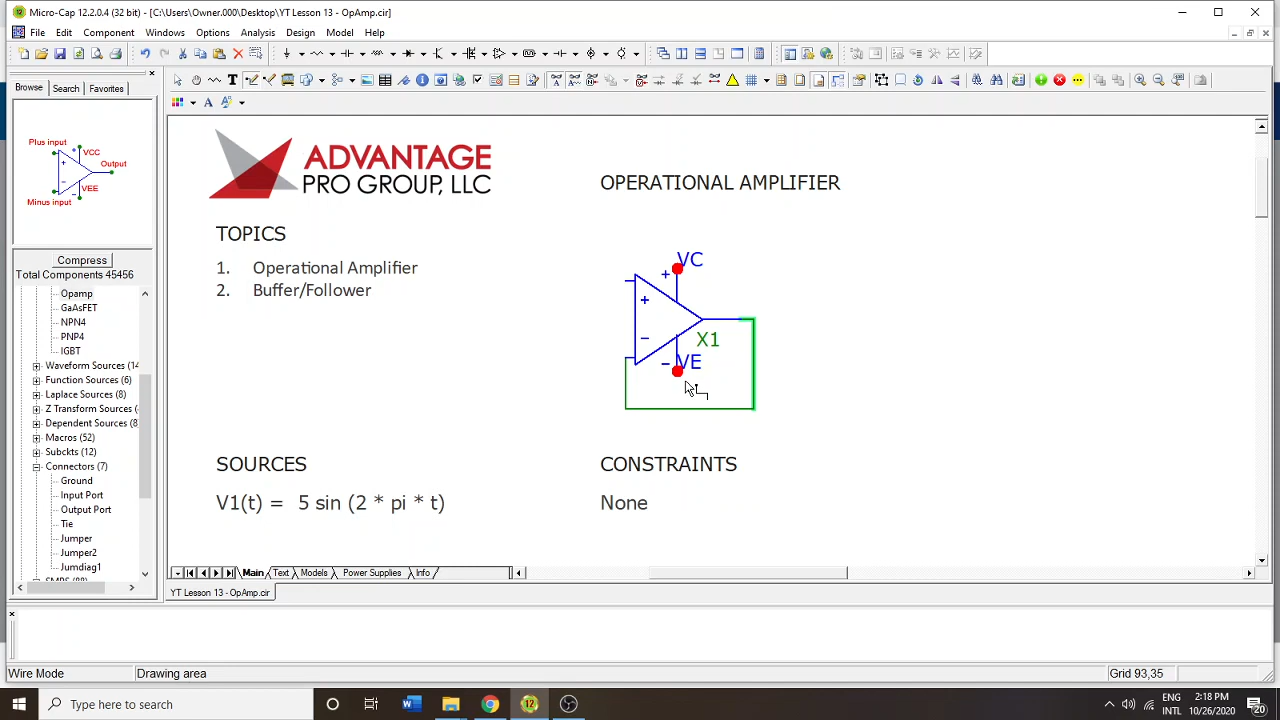 Micro-Cap 12.2.0.4 (32 bit) - [C:\Users\Owner.000\Desktop\YT Lesson 13 - OpAmp.cir]
File Edit Component Windows Options Analysis Design Model Help
Browse Search Favorites
Plus input
VCC
Output
VEE
Minus input
Compress
Total Components 45456
Opamp
GaAsFET
NPN4
PNP4
IGBT
Waveform Sources (14
Function Sources (6)
Laplace Sources (8)
Z Transform Sources (
Dependent Sources (8
Macros (52)
Subckts (12)
Connectors (7)
Ground
Input Port
Output Port
Tie
Jumper
Jumper2
Jumdiag1
ADVANTAGE
PRO GROUP, LLC
OPERATIONAL AMPLIFIER
TOPICS
1. Operational Amplifier
2. Buffer/Follower
VC
+
+
−
X1
− VE
SOURCES
V1(t) = 5 sin (2 * pi * t)
CONSTRAINTS
None
Main Text Models Power Supplies Info
YT Lesson 13 - OpAmp.cir
Wire Mode Drawing area Grid 93,35
Type here to search
12
ENG
INTL
2:18 PM
10/26/2020
20